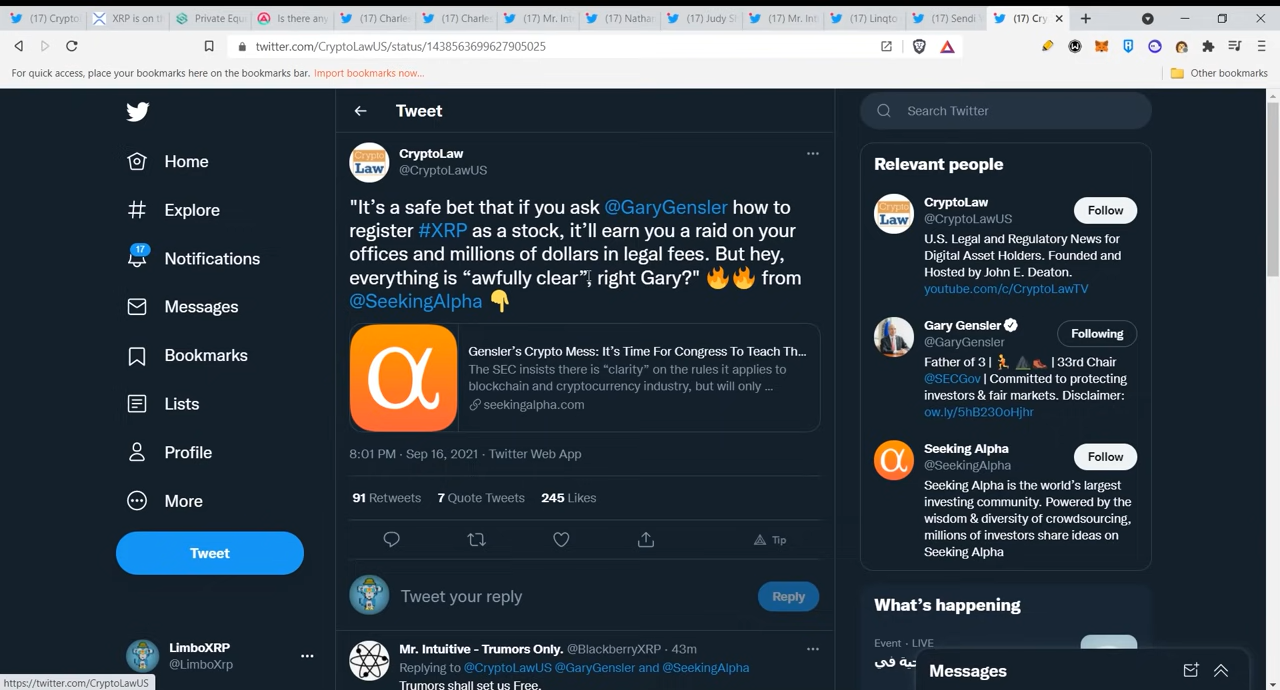 (17) Crypto
XRP is on th
Private Equ
Is there any
(17) Charle
(17) Charle
(17) Mr. Int
(17) Nathan
(17) Judy S
(17) Mr. Int
(17) Linqto
(17) Sendi
(17) Cry
twitter.com/CryptoLawUS/status/1438563699627905025
For quick access, place your bookmarks here on the bookmarks bar. Import bookmarks now...
Other bookmarks
Home
Explore
17
Notifications
Messages
Bookmarks
Lists
Profile
More
Tweet
LimboXRP
@LimboXrp
https://twitter.com/CryptoLawUS
Tweet
Crypto
Law
CryptoLaw
@CryptoLawUS
"It's a safe bet that if you ask @GaryGensler how to
register #XRP as a stock, it'll earn you a raid on your
offices and millions of dollars in legal fees. But hey,
everything is “awfully clear”, right Gary?" 🔥🔥 from
@SeekingAlpha 👇
Gensler's Crypto Mess: It's Time For Congress To Teach Th...
The SEC insists there is “clarity” on the rules it applies to
blockchain and cryptocurrency industry, but will only ...
seekingalpha.com
8:01 PM · Sep 16, 2021 · Twitter Web App
91 Retweets 7 Quote Tweets 245 Likes
Tip
Tweet your reply
Reply
Mr. Intuitive - Trumors Only. @BlackberryXRP · 43m
Replying to @CryptoLawUS @GaryGensler and @SeekingAlpha
Trumors shall set us Free.
Search Twitter
Relevant people
Crypto
Law
CryptoLaw
@CryptoLawUS
Follow
U.S. Legal and Regulatory News for
Digital Asset Holders. Founded and
Hosted by John E. Deaton.
youtube.com/c/CryptoLawTV
Gary Gensler
@GaryGensler
Following
Father of 3 | 🏃 ⛰️🥾 | 33rd Chair
@SECGov | Committed to protecting
investors & fair markets. Disclaimer:
ow.ly/5hB23OoHjhr
Seeking Alpha
@SeekingAlpha
Follow
Seeking Alpha is the world's largest
investing community. Powered by the
wisdom & diversity of crowdsourcing,
millions of investors share ideas on
Seeking Alpha
What's happening
Event · LIVE
Messages